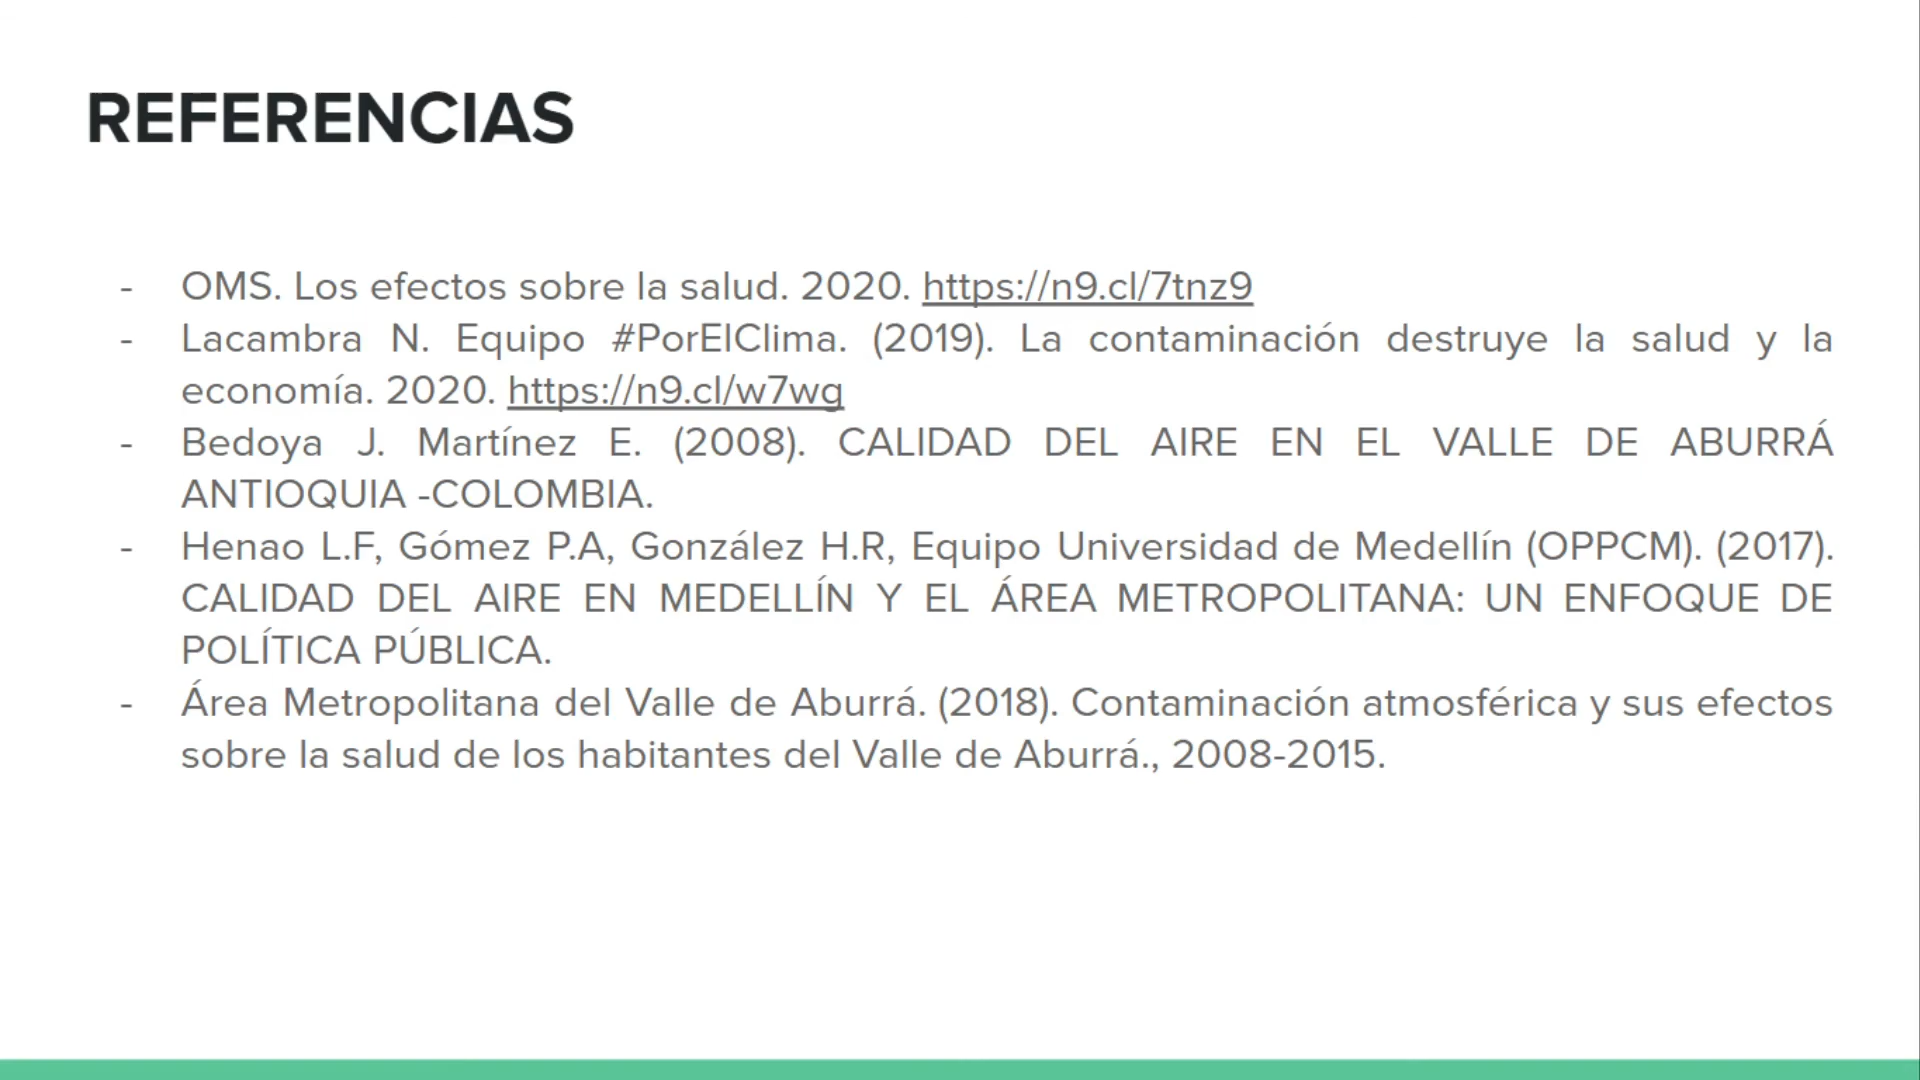 REFERENCIAS
- OMS. Los efectos sobre la salud. 2020. https://n9.cl/7tnz9
- Lacambra N. Equipo #PorElClima. (2019). La contaminación destruye la salud y la
economía. 2020. https://n9.cl/w7wg
- Bedoya J. Martínez E. (2008). CALIDAD DEL AIRE EN EL VALLE DE ABURRÁ
ANTIOQUIA -COLOMBIA.
- Henao L.F, Gómez P.A, González H.R, Equipo Universidad de Medellín (OPPCM). (2017).
CALIDAD DEL AIRE EN MEDELLÍN Y EL ÁREA METROPOLITANA: UN ENFOQUE DE
POLÍTICA PÚBLICA.
- Área Metropolitana del Valle de Aburrá. (2018). Contaminación atmosférica y sus efectos
sobre la salud de los habitantes del Valle de Aburrá., 2008-2015.